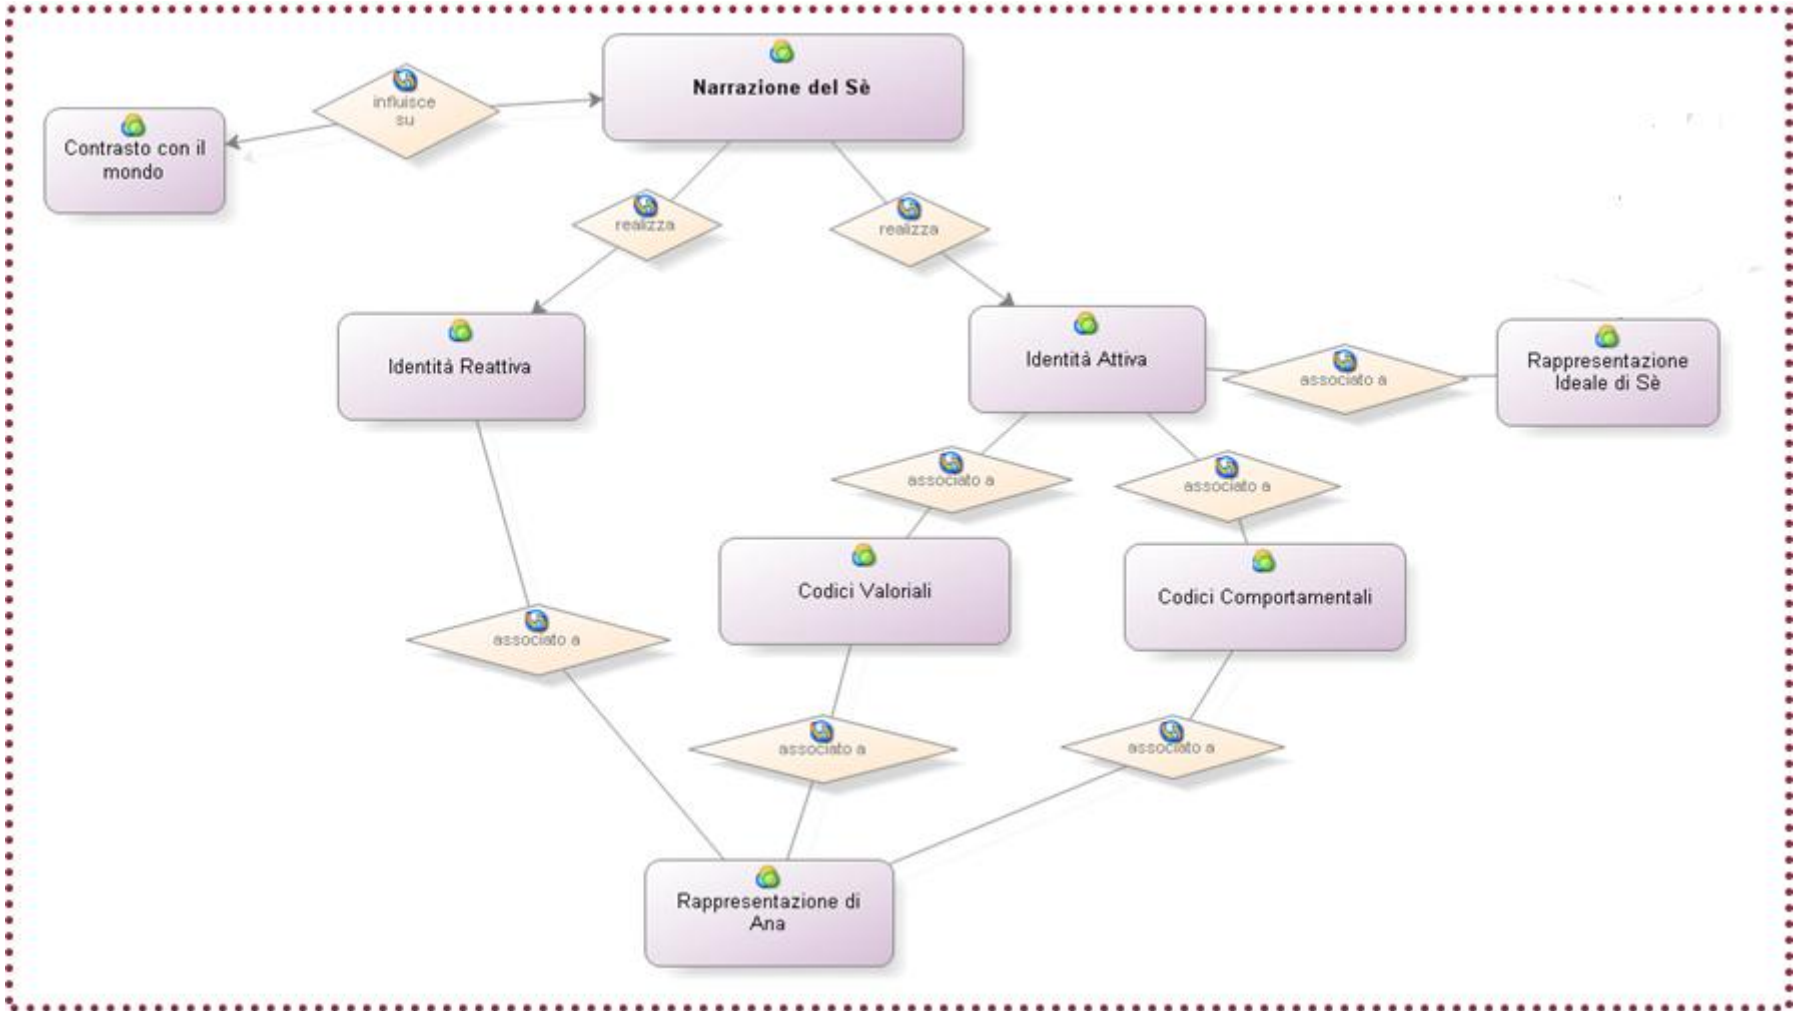 Narrazione del Sè
influisce
su
Contrasto con il
mondo
realizza
realizza
Identità Reattiva
Identità Attiva
associato a
Rappresentazione
Ideale di Sè
associato a
associato a
Codici Valoriali
Codici Comportamentali
associato a
associato a
associato a
Rappresentazione di
Ana